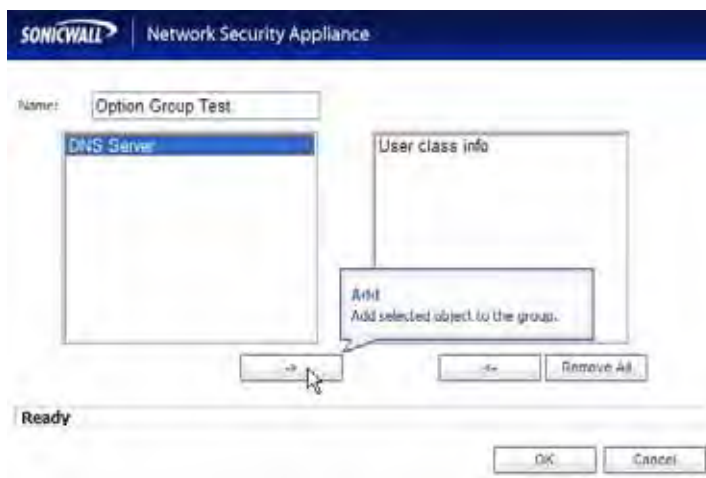 SONICWALL Network Security Appliance
Name: Option Group Test
DNS Server
User class info
Add
Add selected object to the group.
->
<-
Remove All
Ready
OK
Cancel